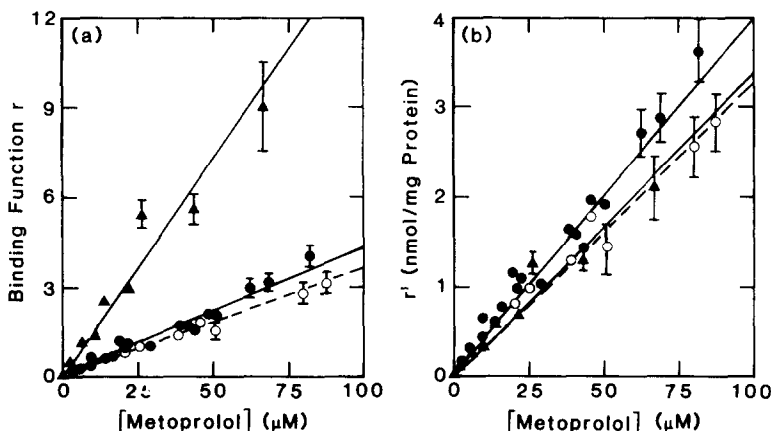 (a)
12
9
6
3
0
Binding Function r
0 25 50 75 100
[Metoprolol] (μM)
(b)
4
3
2
1
0
r' (nmol/mg Protein)
0 25 50 75 100
[Metoprolol] (μM)